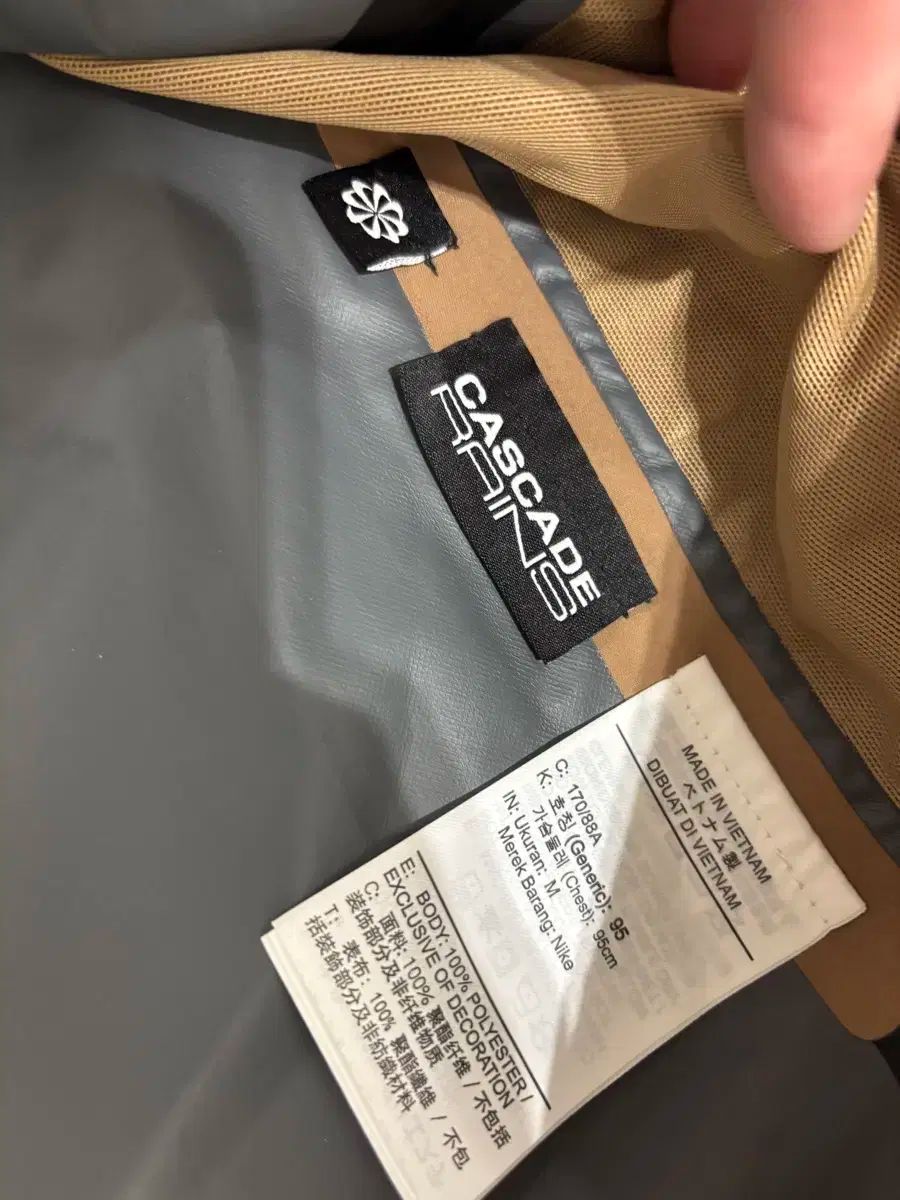 CASCADE
RAINS
MADE IN VIETNAM
ベトナム製
DIBUAT DI VIETNAM
C: 170/88A
K: 호칭 (Generic): 95
가슴둘레 (Chest): 95cm
IN: Ukuran: M
Merek Barang: Nike
E: BODY: 100% POLYESTER /
EXCLUSIVE OF DECORATION
C: 面料: 100% 聚酯纤维 / 不包括
装饰部分及非纤维物质
T: 表布: 100% 聚酯纖維 / 不包
括裝飾部分及非紡織材料